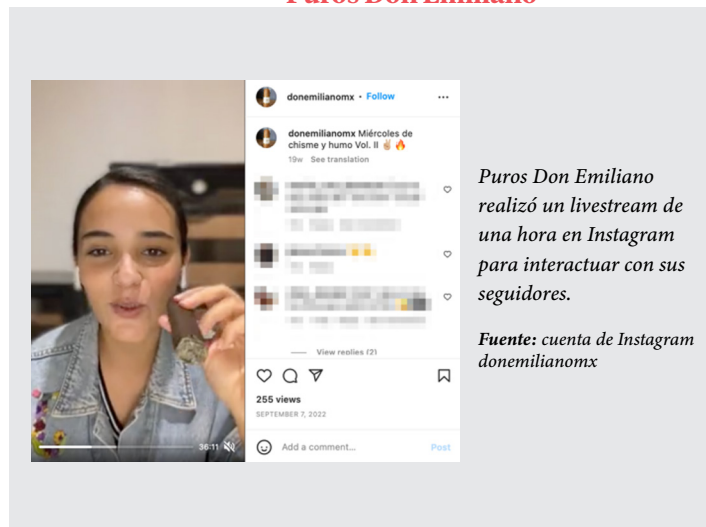 Puros Don Emiliano
donemilianomx • Follow
donemilianomx Miércoles de
chisme y humo Vol. II ✌🏼 🔥
19w See translation
View replies (2)
255 views
SEPTEMBER 7, 2022
36:11
Add a comment...
Post
Puros Don Emiliano
realizó un livestream de
una hora en Instagram
para interactuar con sus
seguidores.
Fuente: cuenta de Instagram
donemilianomx